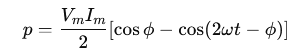 p = \frac{V_m I_m}{2} [\cos \phi - \cos(2\omega t - \phi)]